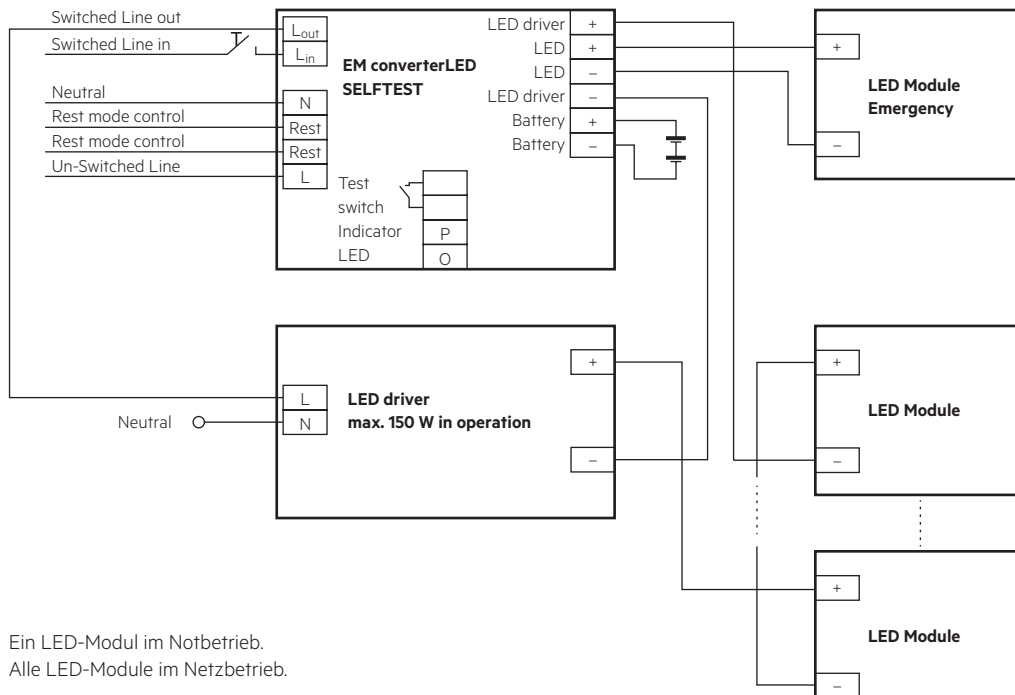 Switched Line out
Switched Line in
Neutral
Rest mode control
Rest mode control
Un-Switched Line
Lout
Lin
N
Rest
Rest
L
EM converterLED
SELFTEST
Test
switch
Indicator
LED
P
O
LED driver +
LED +
LED –
LED driver –
Battery +
Battery –
+
–
LED Module
Emergency
Neutral
L
N
LED driver
max. 150 W in operation
+
–
+
–
LED Module
+
–
LED Module
Ein LED-Modul im Notbetrieb.
Alle LED-Module im Netzbetrieb.